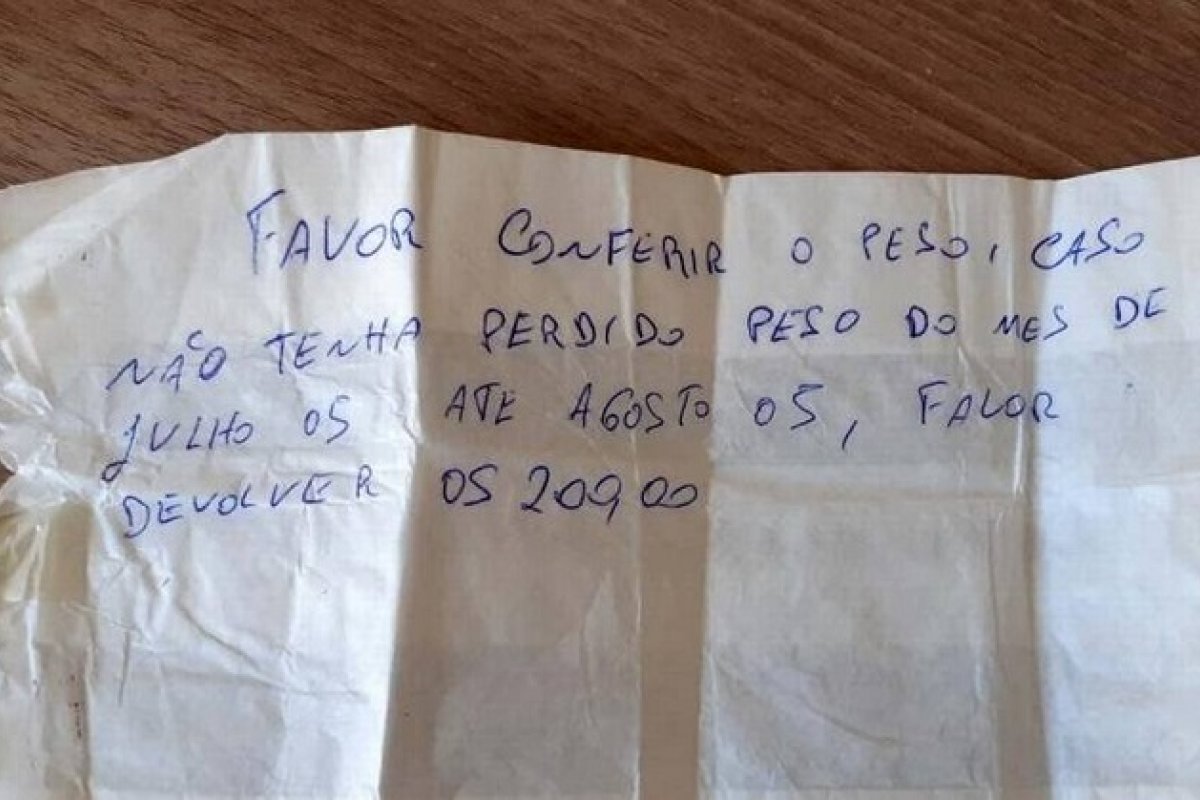 FAVOR CONFERIR O PESO, CASO
NÃO TENHA PERDIDO PESO DO MES DE
JULHO 05 ATE AGOSTO 05, FAVOR
DEVOLVER OS 200,00